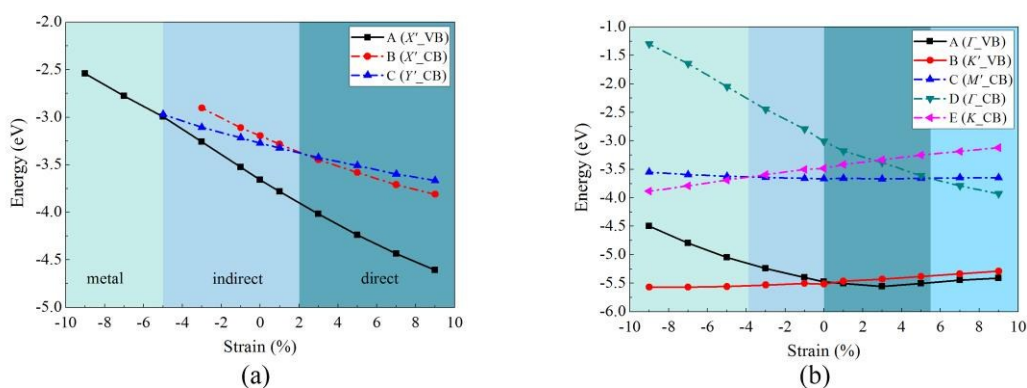 -2.0
-2.5
-3.0
-3.5
-4.0
-4.5
-5.0
Energy (eV)
A (X'_VB)
B (X'_CB)
C (Y'_CB)
metal
indirect
direct
-10 -8 -6 -4 -2 0 2 4 6 8 10
Strain (%)
(a)
-1.0
-1.5
-2.0
-2.5
-3.0
-3.5
-4.0
-4.5
-5.0
-5.5
-6.0
Energy (eV)
A (Γ_VB)
B (K'_VB)
C (M'_CB)
D (Γ_CB)
E (K_CB)
-10 -8 -6 -4 -2 0 2 4 6 8 10
Strain (%)
(b)